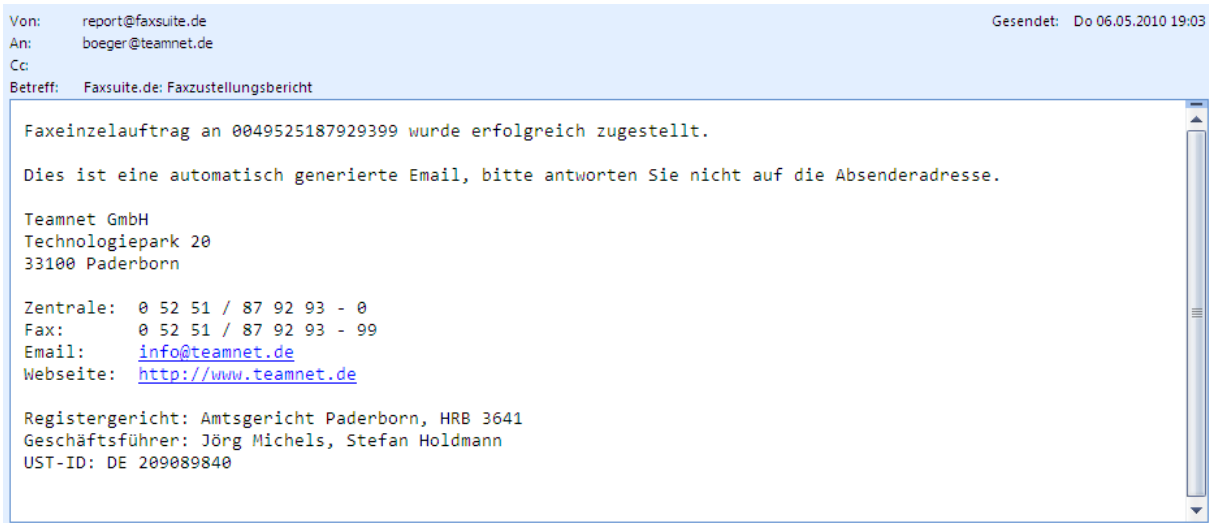 Von: report@faxsuite.de Gesendet: Do 06.05.2010 19:03
An: boeger@teamnet.de
Cc:
Betreff: Faxsuite.de: Faxzustellungsbericht
Faxeinzelauftrag an 0049525187929399 wurde erfolgreich zugestellt.
Dies ist eine automatisch generierte Email, bitte antworten Sie nicht auf die Absenderadresse.
Teamnet GmbH
Technologiepark 20
33100 Paderborn
Zentrale: 0 52 51 / 87 92 93 - 0
Fax: 0 52 51 / 87 92 93 - 99
Email: info@teamnet.de
Webseite: http://www.teamnet.de
Registergericht: Amtsgericht Paderborn, HRB 3641
Geschäftsführer: Jörg Michels, Stefan Holdmann
UST-ID: DE 209089840